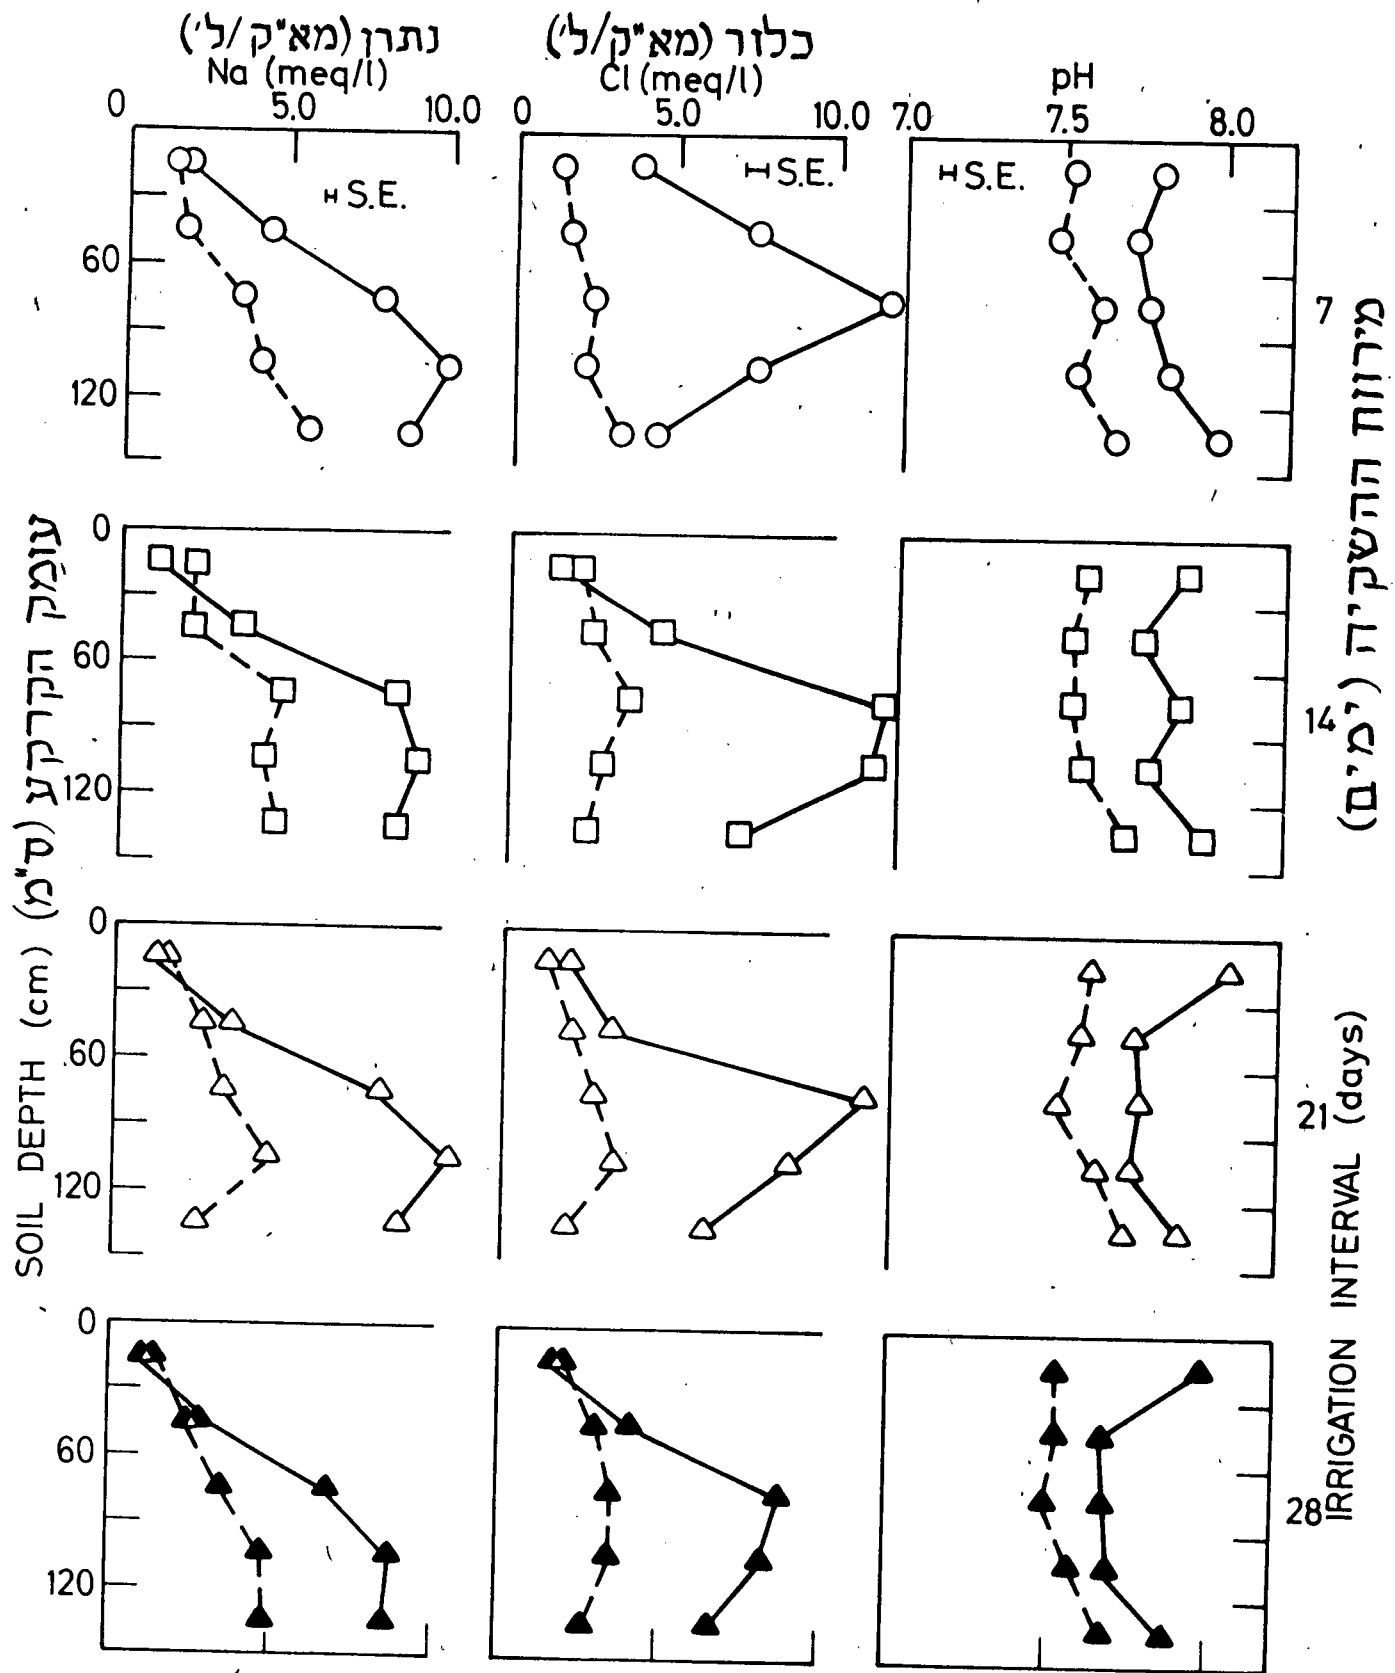 נתרן (מא"ק/ל') כלור (מא"ק/ל')
Na (meq/l) Cl (meq/l) pH
0 5.0 10.0 0 5.0 10.0 7.0 7.5 8.0
S.E. S.E. S.E.
60
120
7
0
60
120
14
0
60
120
21
0
60
120
28
עומק הקרקע (ס"מ)
SOIL DEPTH (cm)
מירווח ההשקיה (ימים)
IRRIGATION INTERVAL (days)